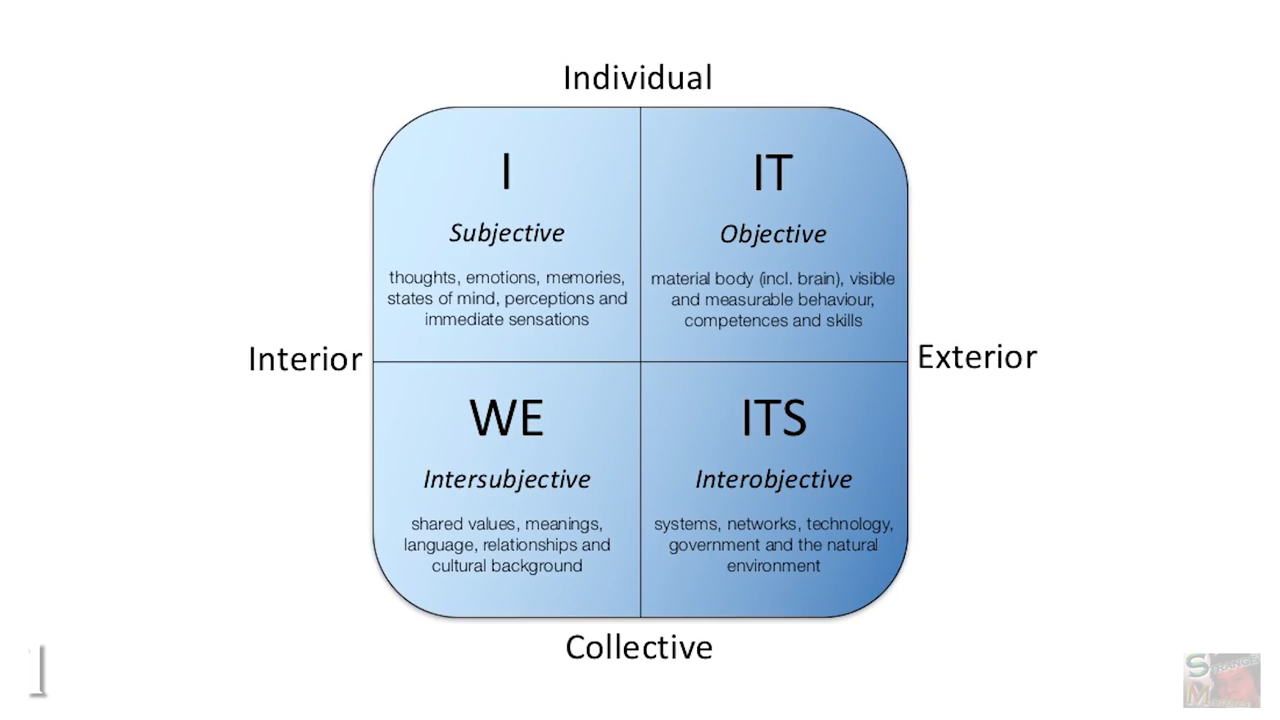 Individual
I
IT
Subjective
Objective
thoughts, emotions, memories,
states of mind, perceptions and
immediate sensations
material body (incl. brain), visible
and measurable behaviour,
competences and skills
Interior
Exterior
WE
ITS
Intersubjective
Interobjective
shared values, meanings,
language, relationships and
cultural background
systems, networks, technology,
government and the natural
environment
Collective
1
STRANGE